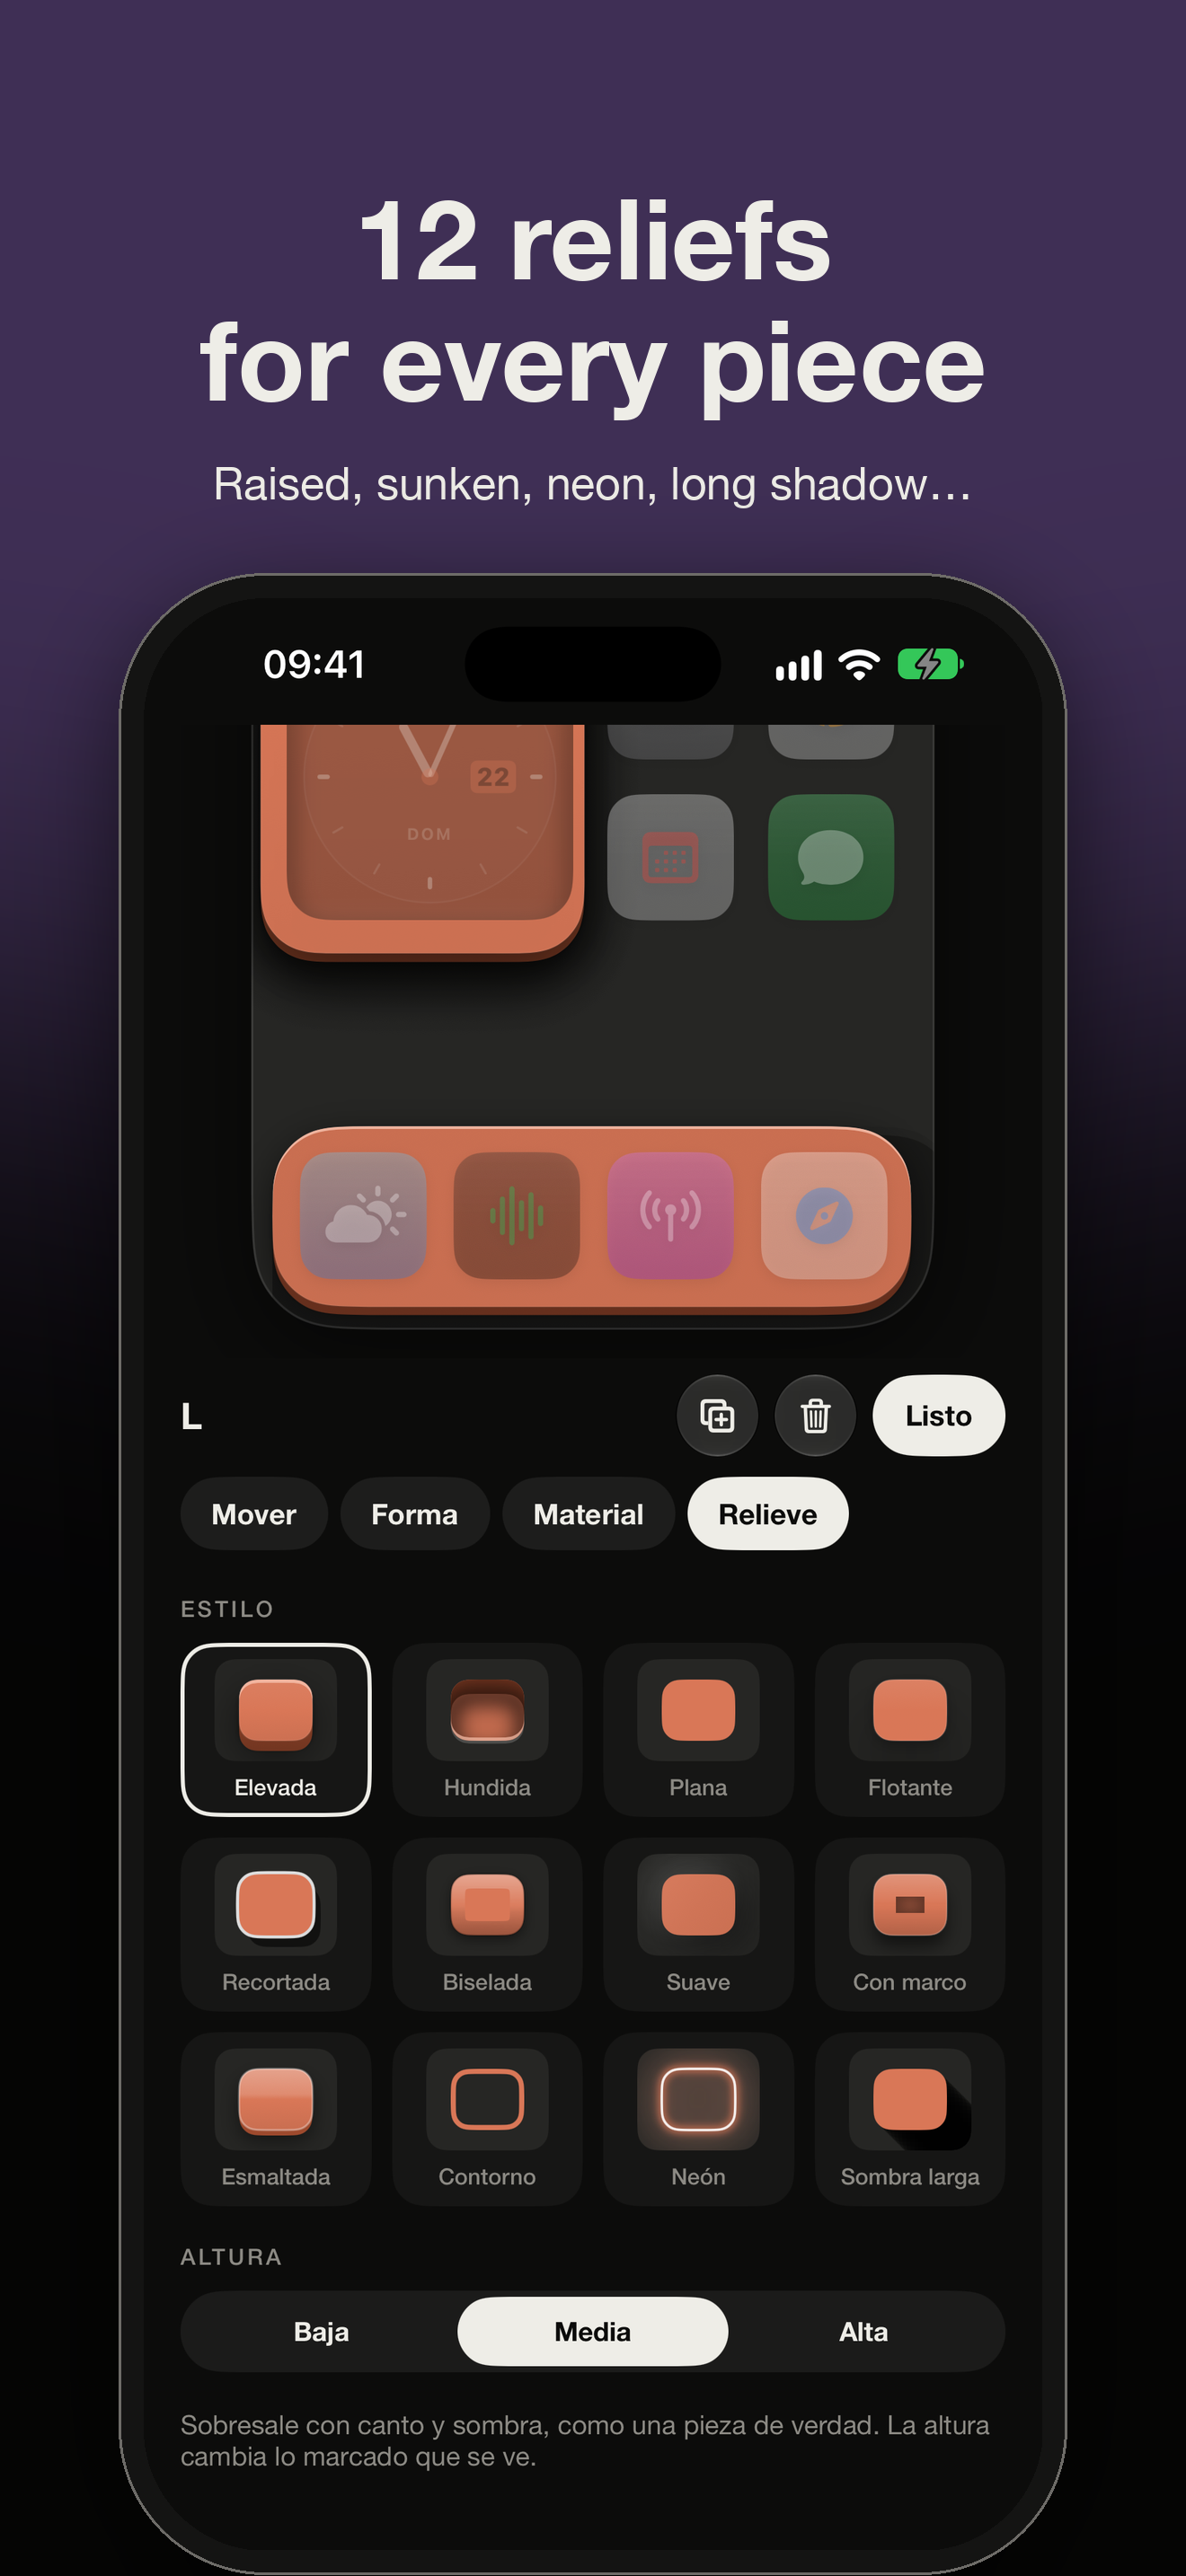 12 reliefs
for every piece
Raised, sunken, neon, long shadow...
09:41
22
DOM
L
Listo
Mover
Forma
Material
Relieve
ESTILO
Elevada
Hundida
Plana
Flotante
Recortada
Biselada
Suave
Con marco
Esmaltada
Contorno
Neón
Sombra larga
ALTURA
Baja
Media
Alta
Sobresale con canto y sombra, como una pieza de verdad. La altura
cambia lo marcado que se ve.